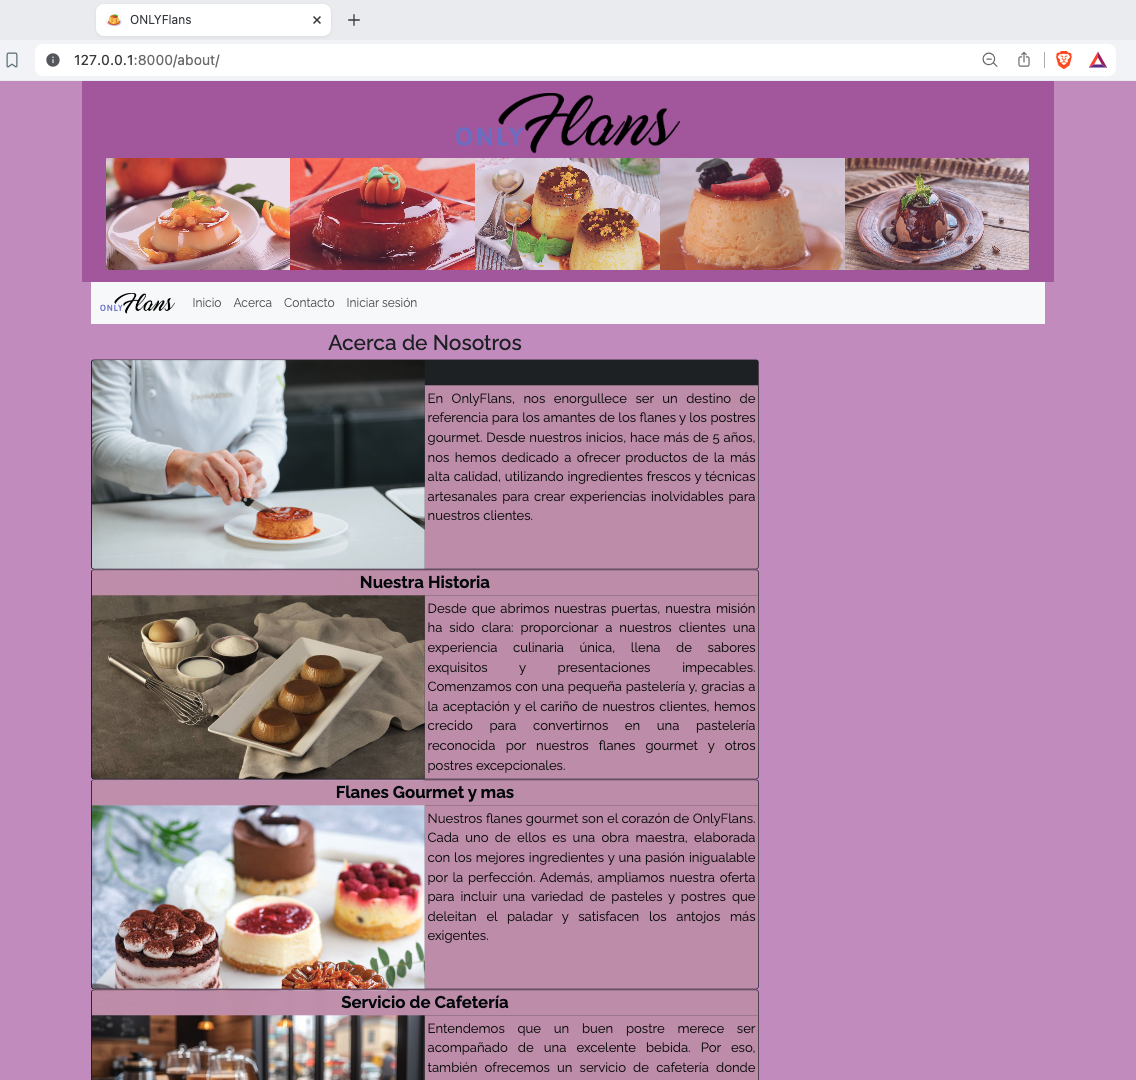 ONLYFlans
127.0.0.1:8000/about/
ONLY Flans
ONLY Flans Inicio Acerca Contacto Iniciar sesión
Acerca de Nosotros
En OnlyFlans, nos enorgullece ser un destino de
referencia para los amantes de los flanes y los postres
gourmet. Desde nuestros inicios, hace más de 5 años,
nos hemos dedicado a ofrecer productos de la más
alta calidad, utilizando ingredientes frescos y técnicas
artesanales para crear experiencias inolvidables para
nuestros clientes.
Nuestra Historia
Desde que abrimos nuestras puertas, nuestra misión
ha sido clara: proporcionar a nuestros clientes una
experiencia culinaria única, llena de sabores
exquisitos y presentaciones impecables.
Comenzamos con una pequeña pastelería y, gracias a
la aceptación y el cariño de nuestros clientes, hemos
crecido para convertirnos en una pastelería
reconocida por nuestros flanes gourmet y otros
postres excepcionales.
Flanes Gourmet y mas
Nuestros flanes gourmet son el corazón de OnlyFlans.
Cada uno de ellos es una obra maestra, elaborada
con los mejores ingredientes y una pasión inigualable
por la perfección. Además, ampliamos nuestra oferta
para incluir una variedad de pasteles y postres que
deleitan el paladar y satisfacen los antojos más
exigentes.
Servicio de Cafetería
Entendemos que un buen postre merece ser
acompañado de una excelente bebida. Por eso,
también ofrecemos un servicio de cafetería donde